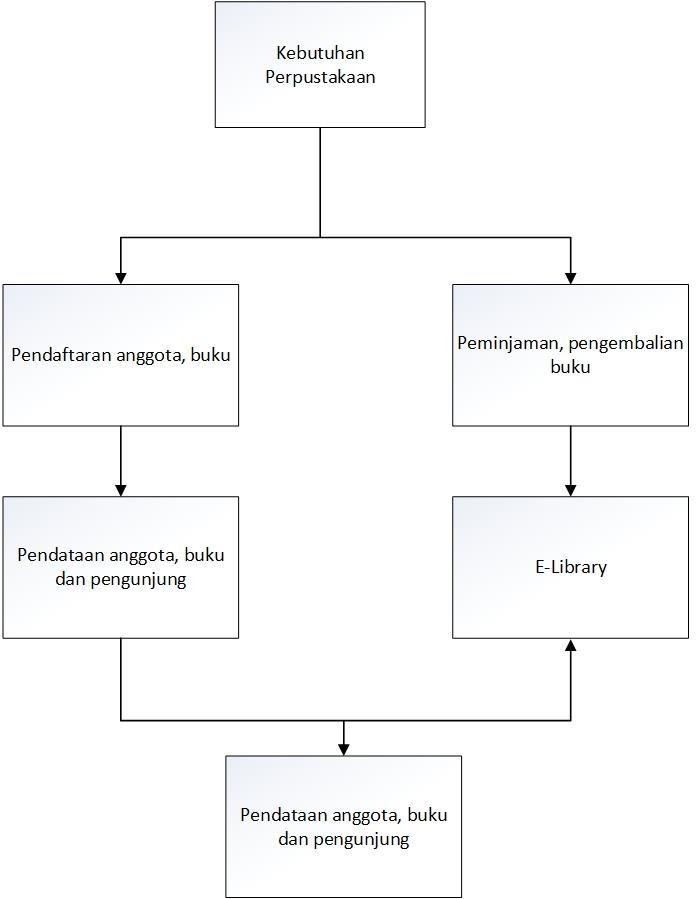 Kebutuhan
Perpustakaan
Pendaftaran anggota, buku
Peminjaman, pengembalian
buku
Pendataan anggota, buku
dan pengunjung
E-Library
Pendataan anggota, buku
dan pengunjung